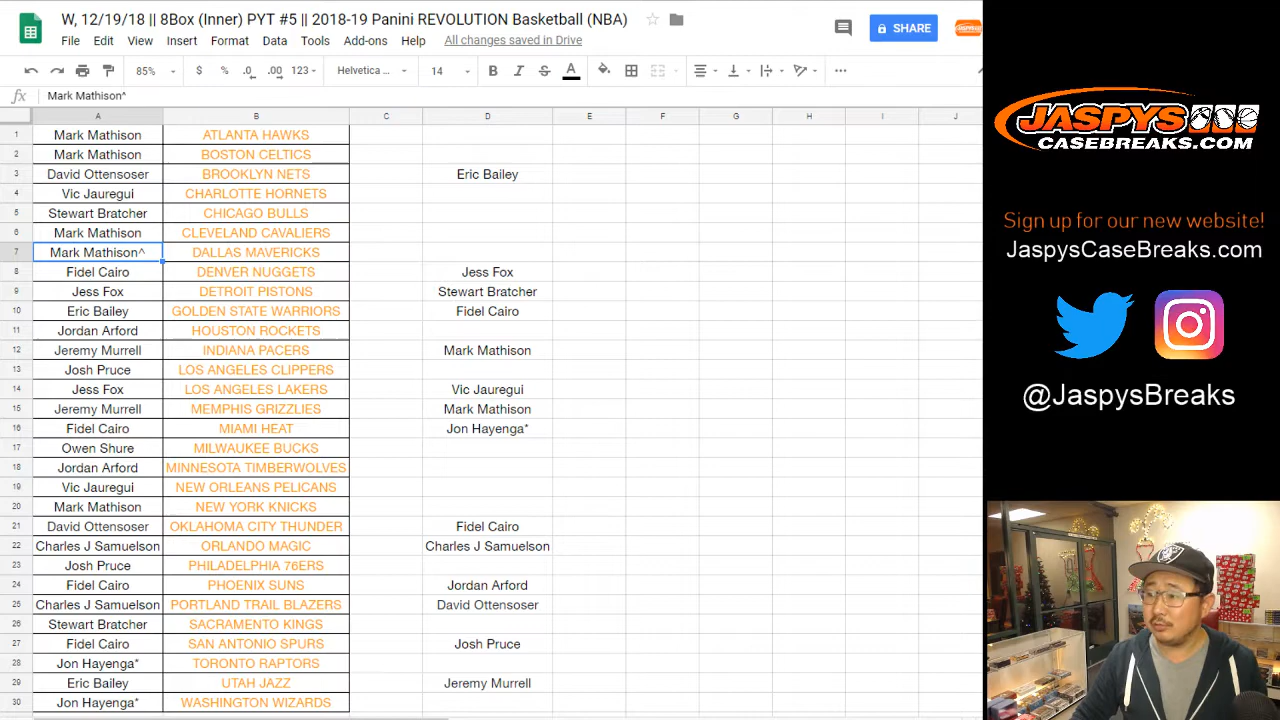 W, 12/19/18 || 8Box (Inner) PYT #5 || 2018-19 Panini REVOLUTION Basketball (NBA)
File Edit View Insert Format Data Tools Add-ons Help All changes saved in Drive
SHARE
85% $ % .0 .00 123 Helvetica ... 14 B I S A
fx Mark Mathison^
A B C D E F G H I J
1 Mark Mathison ATLANTA HAWKS
2 Mark Mathison BOSTON CELTICS
3 David Ottensoser BROOKLYN NETS Eric Bailey
4 Vic Jauregui CHARLOTTE HORNETS
5 Stewart Bratcher CHICAGO BULLS
6 Mark Mathison CLEVELAND CAVALIERS
7 Mark Mathison^ DALLAS MAVERICKS
8 Fidel Cairo DENVER NUGGETS Jess Fox
9 Jess Fox DETROIT PISTONS Stewart Bratcher
10 Eric Bailey GOLDEN STATE WARRIORS Fidel Cairo
11 Jordan Arford HOUSTON ROCKETS
12 Jeremy Murrell INDIANA PACERS Mark Mathison
13 Josh Pruce LOS ANGELES CLIPPERS
14 Jess Fox LOS ANGELES LAKERS Vic Jauregui
15 Jeremy Murrell MEMPHIS GRIZZLIES Mark Mathison
16 Fidel Cairo MIAMI HEAT Jon Hayenga*
17 Owen Shure MILWAUKEE BUCKS
18 Jordan Arford MINNESOTA TIMBERWOLVES
19 Vic Jauregui NEW ORLEANS PELICANS
20 Mark Mathison NEW YORK KNICKS
21 David Ottensoser OKLAHOMA CITY THUNDER Fidel Cairo
22 Charles J Samuelson ORLANDO MAGIC Charles J Samuelson
23 Josh Pruce PHILADELPHIA 76ERS
24 Fidel Cairo PHOENIX SUNS Jordan Arford
25 Charles J Samuelson PORTLAND TRAIL BLAZERS David Ottensoser
26 Stewart Bratcher SACRAMENTO KINGS
27 Fidel Cairo SAN ANTONIO SPURS Josh Pruce
28 Jon Hayenga* TORONTO RAPTORS
29 Eric Bailey UTAH JAZZ Jeremy Murrell
30 Jon Hayenga* WASHINGTON WIZARDS
JASPYS
CASEBREAKS.COM
Sign up for our new website!
JaspysCaseBreaks.com
@JaspysBreaks